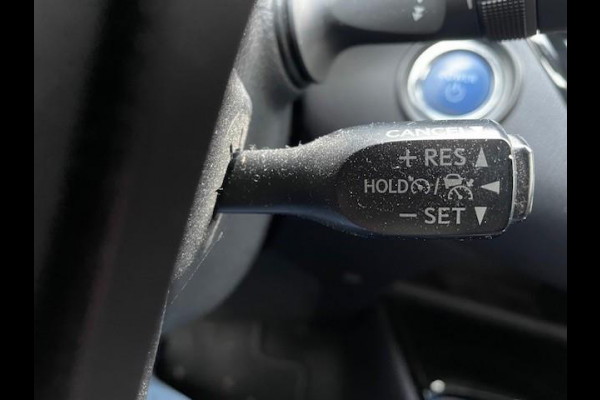 CANCEL
+ RES ▲
HOLD / ◀
− SET ▼